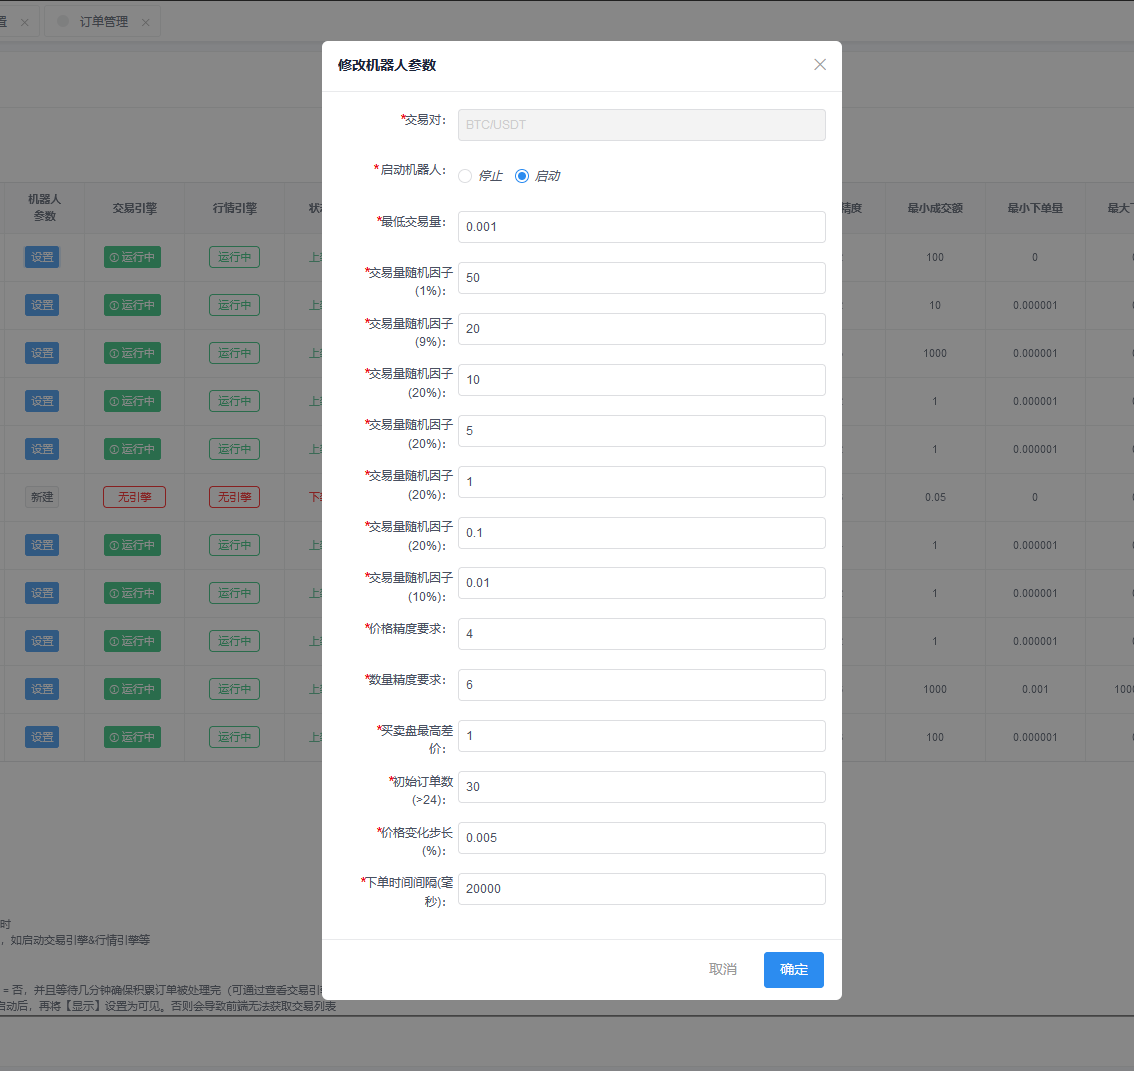 置 ×
订单管理 ×
修改机器人参数
*交易对： BTC/USDT
*启动机器人： 停止 启动
*最低交易量： 0.001
*交易量随机因子(1%)： 50
*交易量随机因子(9%)： 20
*交易量随机因子(20%)： 10
*交易量随机因子(20%)： 5
*交易量随机因子(20%)： 1
*交易量随机因子(20%)： 0.1
*交易量随机因子(10%)： 0.01
*价格精度要求： 4
*数量精度要求： 6
*买卖盘最高差价： 1
*初始订单数(>24)： 30
*价格变化步长(%)： 0.005
*下单时间间隔(毫秒)： 20000
取消 确定
机器人参数 交易引擎 行情引擎 精度 最小成交额 最小下单量 最大
设置 运行中 运行中 上 100 0
设置 运行中 运行中 上 10 0.000001
设置 运行中 运行中 上 1000 0.000001
设置 运行中 运行中 上 1 0.000001
设置 运行中 运行中 上 1 0.000001
新建 无引擎 无引擎 下 0.05 0
设置 运行中 运行中 上 1 0.000001
设置 运行中 运行中 上 1 0.000001
设置 运行中 运行中 上 1 0.000001
设置 运行中 运行中 上 1000 0.001 100
设置 运行中 运行中 上 100 0.000001
时
，如启动交易引擎&行情引擎等
= 否，并且等待几分钟确保积累订单被处理完（可通过查看交易引
启动后，再将【显示】设置为可见。否则会导致前端无法获取交易列表